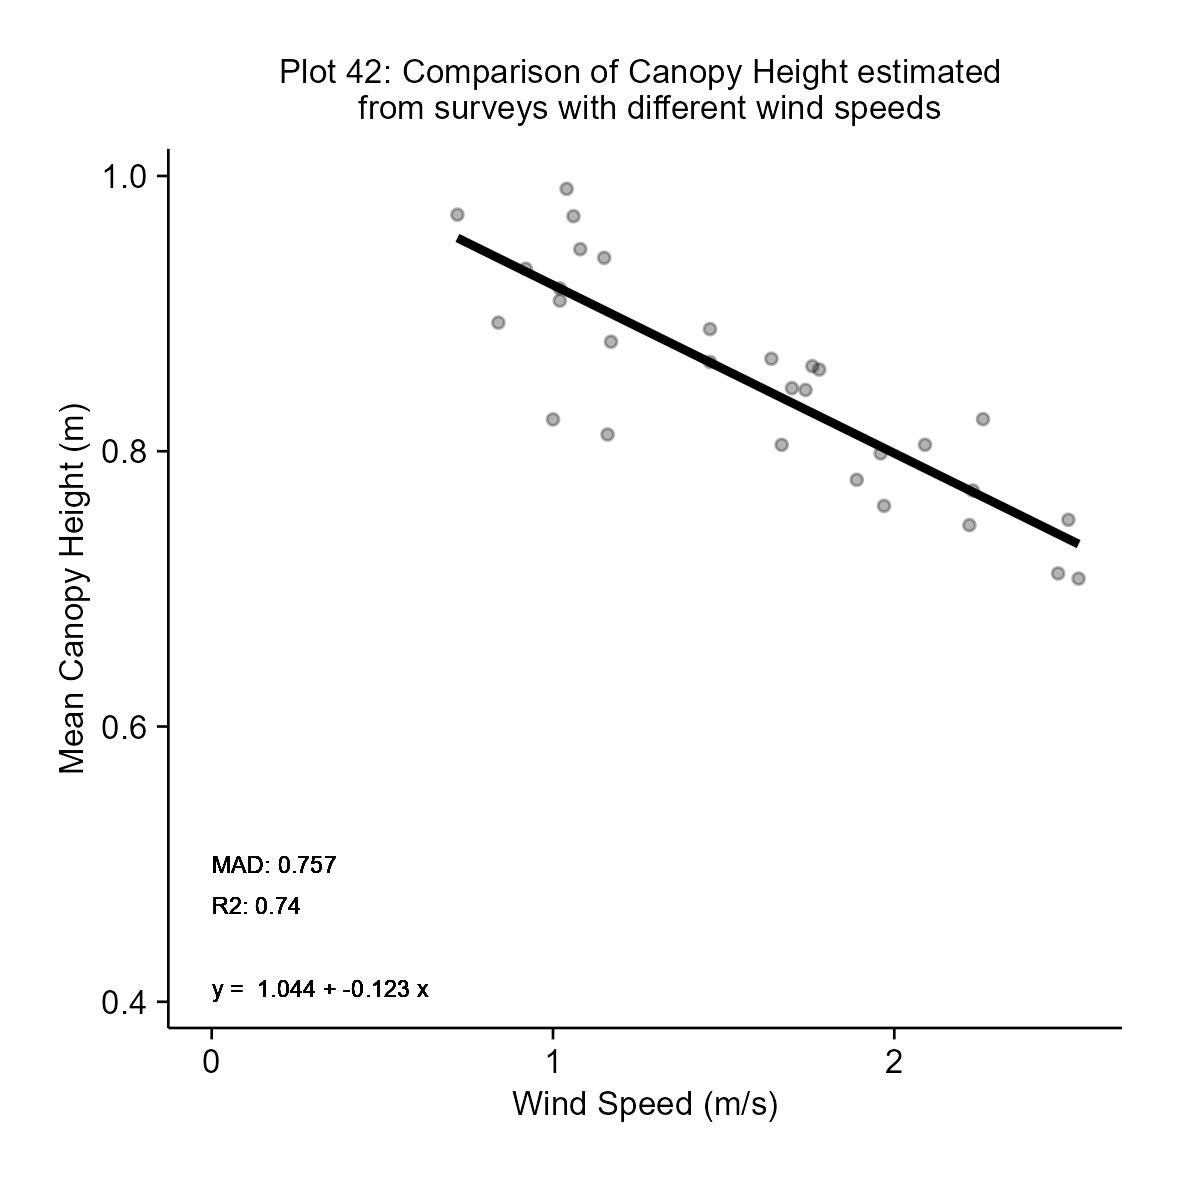 Plot 42: Comparison of Canopy Height estimated
from surveys with different wind speeds
Mean Canopy Height (m)
1.0
0.8
0.6
0.4
MAD: 0.757
R2: 0.74
y =  1.044 + -0.123 x
0
1
2
Wind Speed (m/s)